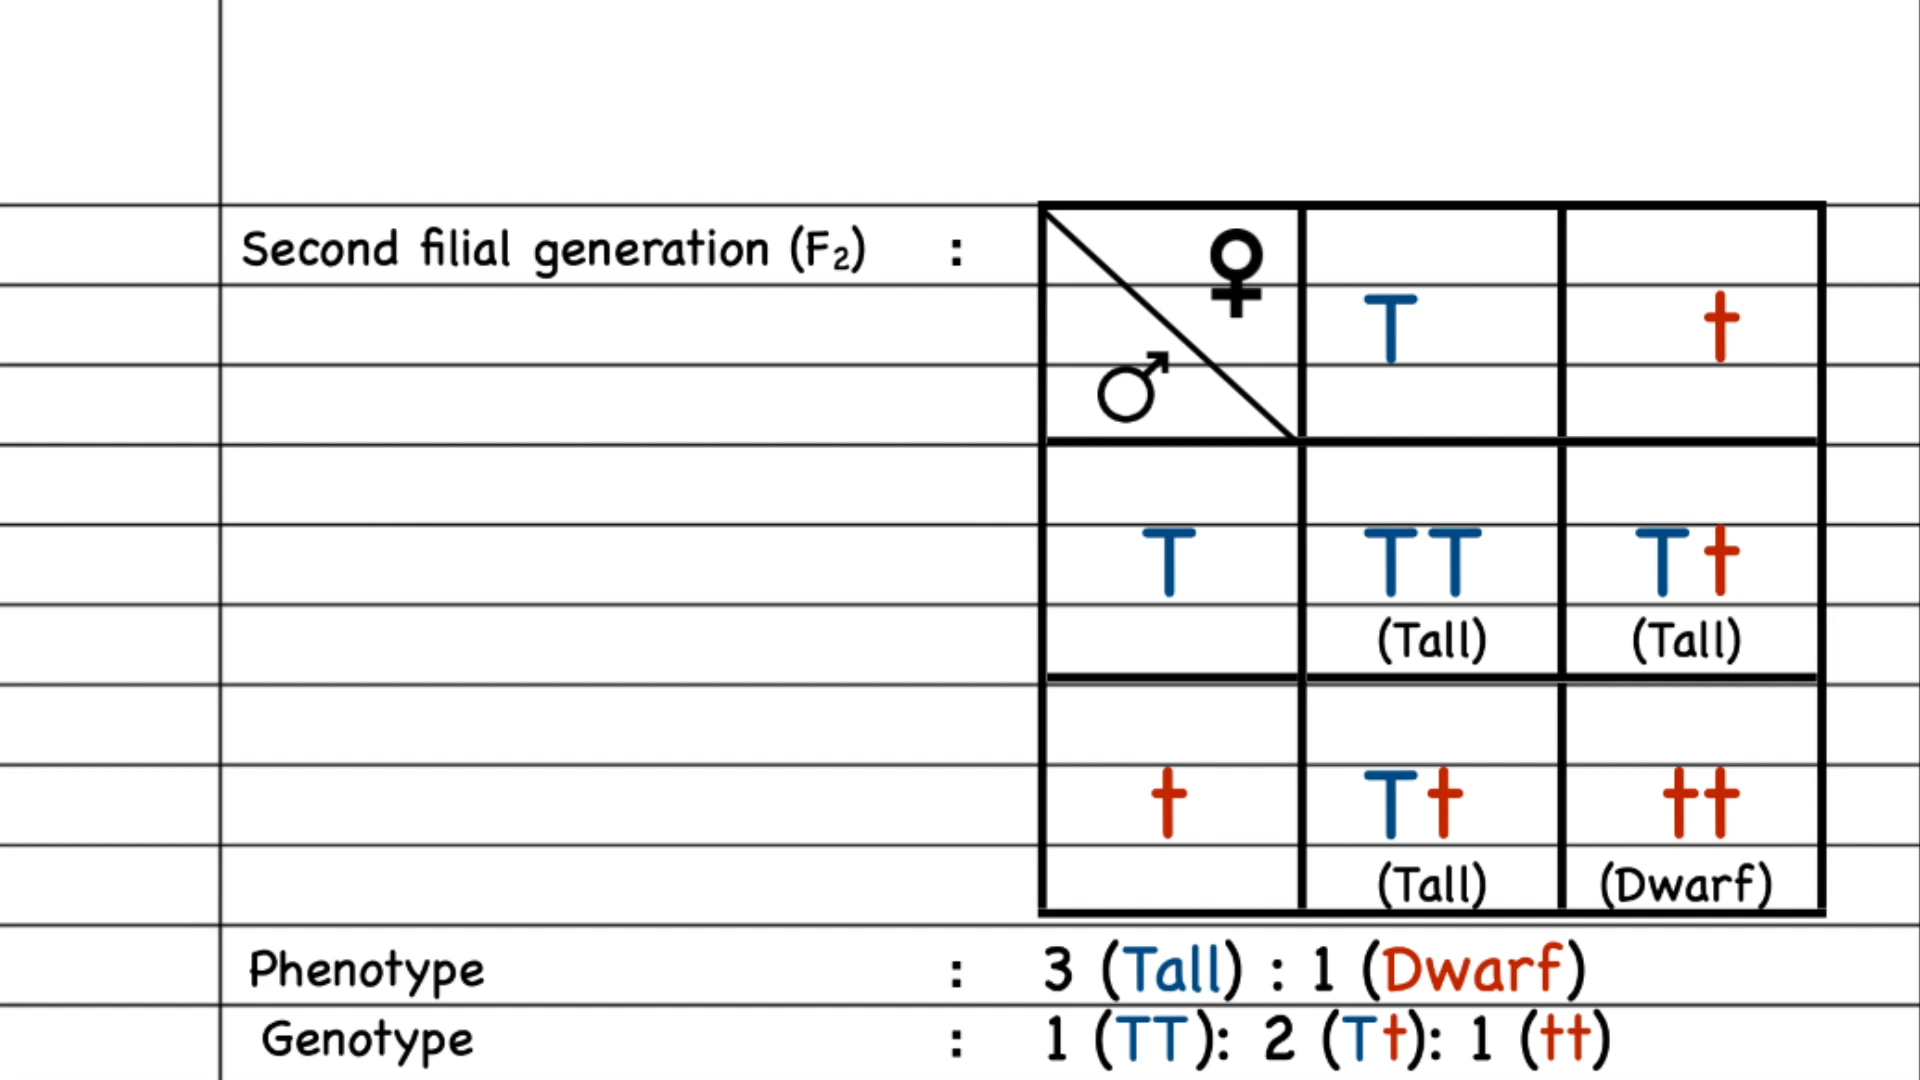 Second filial generation (F₂) : ♀ T t
♂
T TT Tt
(Tall) (Tall)
t Tt tt
(Tall) (Dwarf)
Phenotype : 3 (Tall) : 1 (Dwarf)
Genotype : 1 (TT): 2 (Tt): 1 (tt)